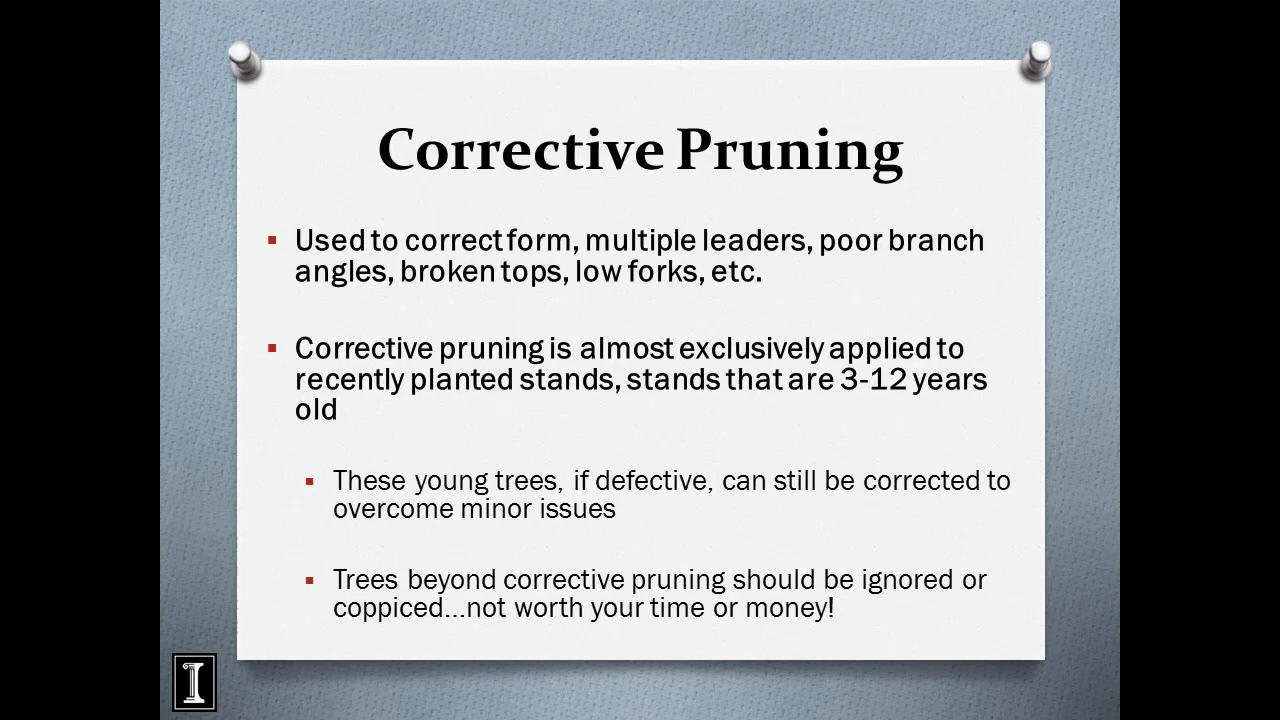 Corrective Pruning
Used to correct form, multiple leaders, poor branch
angles, broken tops, low forks, etc.
Corrective pruning is almost exclusively applied to
recently planted stands, stands that are 3-12 years
old
These young trees, if defective, can still be corrected to
overcome minor issues
Trees beyond corrective pruning should be ignored or
coppiced...not worth your time or money!
I